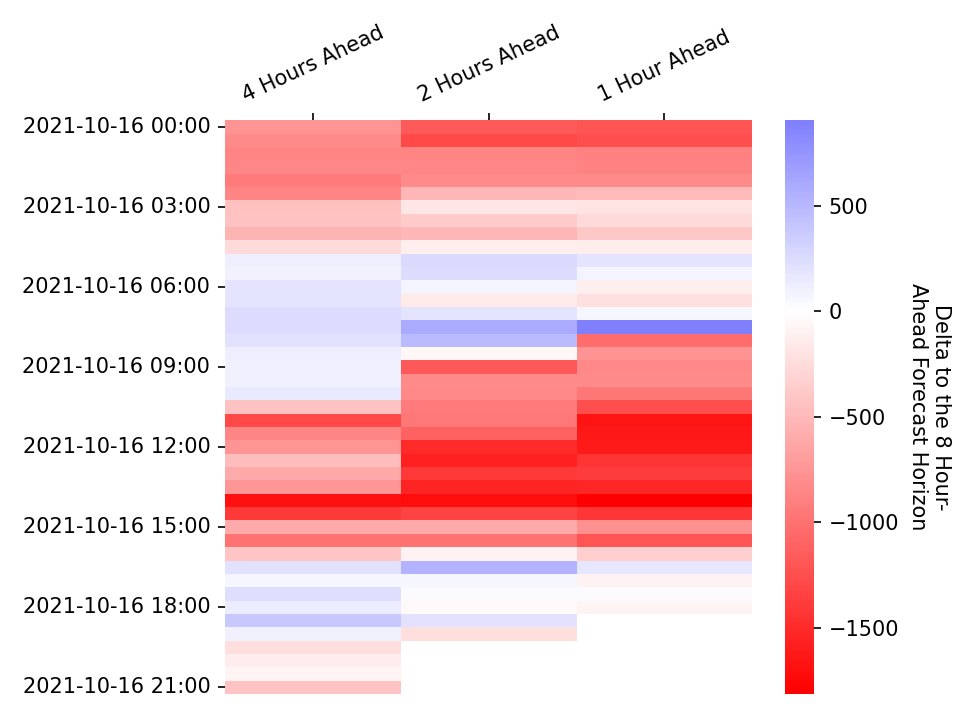 4 Hours Ahead
2 Hours Ahead
1 Hour Ahead
2021-10-16 00:00
2021-10-16 03:00
2021-10-16 06:00
2021-10-16 09:00
2021-10-16 12:00
2021-10-16 15:00
2021-10-16 18:00
2021-10-16 21:00
500
0
−500
−1000
−1500
Delta to the 8 Hour-
Ahead Forecast Horizon